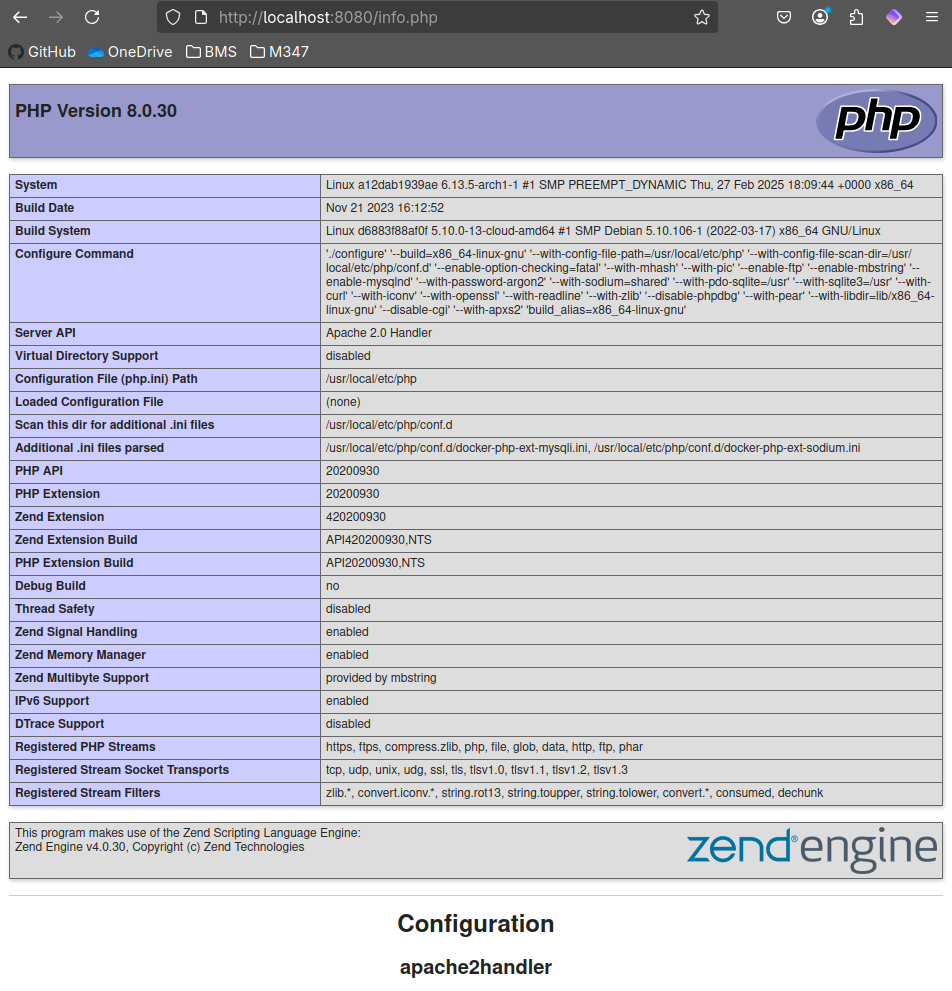 http://localhost:8080/info.php
GitHub OneDrive BMS M347
PHP Version 8.0.30
php
System Linux a12dab1939ae 6.13.5-arch1-1 #1 SMP PREEMPT_DYNAMIC Thu, 27 Feb 2025 18:09:44 +0000 x86_64
Build Date Nov 21 2023 16:12:52
Build System Linux d6883f88af0f 5.10.0-13-cloud-amd64 #1 SMP Debian 5.10.106-1 (2022-03-17) x86_64 GNU/Linux
Configure Command './configure' '--build=x86_64-linux-gnu' '--with-config-file-path=/usr/local/etc/php' '--with-config-file-scan-dir=/usr/
local/etc/php/conf.d' '--enable-option-checking=fatal' '--with-mhash' '--with-pic' '--enable-ftp' '--enable-mbstring' '--
enable-mysqlnd' '--with-password-argon2' '--with-sodium=shared' '--with-pdo-sqlite=/usr' '--with-sqlite3=/usr' '--with-
curl' '--with-iconv' '--with-openssl' '--with-readline' '--with-zlib' '--disable-phpdbg' '--with-pear' '--with-libdir=lib/x86_64-
linux-gnu' '--disable-cgi' '--with-apxs2' 'build_alias=x86_64-linux-gnu'
Server API Apache 2.0 Handler
Virtual Directory Support disabled
Configuration File (php.ini) Path /usr/local/etc/php
Loaded Configuration File (none)
Scan this dir for additional .ini files /usr/local/etc/php/conf.d
Additional .ini files parsed /usr/local/etc/php/conf.d/docker-php-ext-mysqli.ini, /usr/local/etc/php/conf.d/docker-php-ext-sodium.ini
PHP API 20200930
PHP Extension 20200930
Zend Extension 420200930
Zend Extension Build API420200930,NTS
PHP Extension Build API20200930,NTS
Debug Build no
Thread Safety disabled
Zend Signal Handling enabled
Zend Memory Manager enabled
Zend Multibyte Support provided by mbstring
IPv6 Support enabled
DTrace Support disabled
Registered PHP Streams https, ftps, compress.zlib, php, file, glob, data, http, ftp, phar
Registered Stream Socket Transports tcp, udp, unix, udg, ssl, tls, tlsv1.0, tlsv1.1, tlsv1.2, tlsv1.3
Registered Stream Filters zlib.*, convert.iconv.*, string.rot13, string.toupper, string.tolower, convert.*, consumed, dechunk
This program makes use of the Zend Scripting Language Engine:
Zend Engine v4.0.30, Copyright (c) Zend Technologies
zend®engine
Configuration
apache2handler